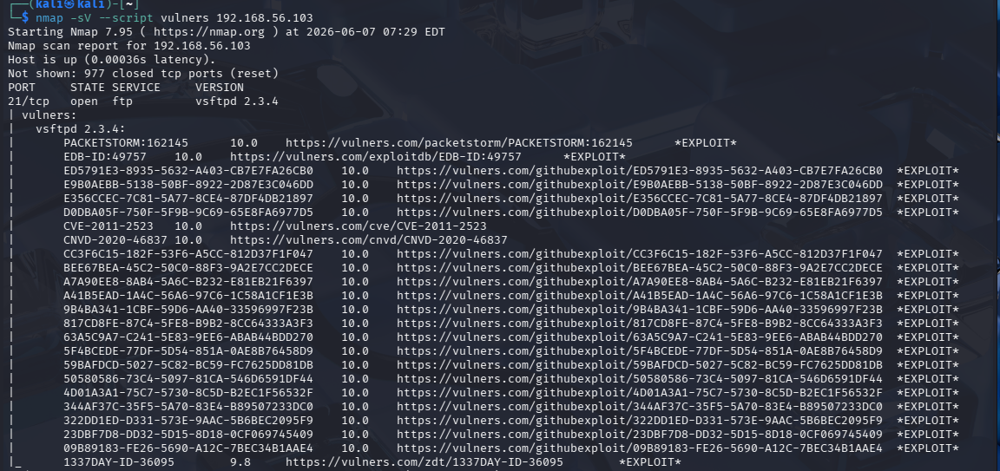 ┌──(kali㉿kali)-[~]
└─$ nmap -sV --script vulners 192.168.56.103
Starting Nmap 7.95 ( https://nmap.org ) at 2026-06-07 07:29 EDT
Nmap scan report for 192.168.56.103
Host is up (0.00036s latency).
Not shown: 977 closed tcp ports (reset)
PORT     STATE SERVICE     VERSION
21/tcp   open  ftp         vsftpd 2.3.4
| vulners:
|   vsftpd 2.3.4:
|       PACKETSTORM:162145      10.0    https://vulners.com/packetstorm/PACKETSTORM:162145      *EXPLOIT*
|       EDB-ID:49757    10.0    https://vulners.com/exploitdb/EDB-ID:49757      *EXPLOIT*
|       ED5791E3-8935-5632-A403-CB7E7FA26CB0    10.0    https://vulners.com/githubexploit/ED5791E3-8935-5632-A403-CB7E7FA26CB0  *EXPLOIT*
|       E9B0AEBB-5138-50BF-8922-2D87E3C046DD    10.0    https://vulners.com/githubexploit/E9B0AEBB-5138-50BF-8922-2D87E3C046DD  *EXPLOIT*
|       E356CCEC-7C81-5A77-8CE4-87DF4DB21897    10.0    https://vulners.com/githubexploit/E356CCEC-7C81-5A77-8CE4-87DF4DB21897  *EXPLOIT*
|       D0DBA05F-750F-5F9B-9C69-65E8FA6977D5    10.0    https://vulners.com/githubexploit/D0DBA05F-750F-5F9B-9C69-65E8FA6977D5  *EXPLOIT*
|       CVE-2011-2523   10.0    https://vulners.com/cve/CVE-2011-2523
|       CNVD-2020-46837 10.0    https://vulners.com/cnvd/CNVD-2020-46837
|       CC3F6C15-182F-53F6-A5CC-812D37F1F047    10.0    https://vulners.com/githubexploit/CC3F6C15-182F-53F6-A5CC-812D37F1F047  *EXPLOIT*
|       BEE67BEA-45C2-50C0-88F3-9A2E7CC2DECE    10.0    https://vulners.com/githubexploit/BEE67BEA-45C2-50C0-88F3-9A2E7CC2DECE  *EXPLOIT*
|       A7A90EE8-8AB4-5A6C-B232-E81EB21F6397    10.0    https://vulners.com/githubexploit/A7A90EE8-8AB4-5A6C-B232-E81EB21F6397  *EXPLOIT*
|       A41B5EAD-1A4C-56A6-97C6-1C58A1CF1E3B    10.0    https://vulners.com/githubexploit/A41B5EAD-1A4C-56A6-97C6-1C58A1CF1E3B  *EXPLOIT*
|       9B4BA341-1CBF-59D6-AA40-33596997F23B    10.0    https://vulners.com/githubexploit/9B4BA341-1CBF-59D6-AA40-33596997F23B  *EXPLOIT*
|       817CD8FE-87C4-5FE8-B9B2-8CC64333A3F3    10.0    https://vulners.com/githubexploit/817CD8FE-87C4-5FE8-B9B2-8CC64333A3F3  *EXPLOIT*
|       63A5C9A7-C241-5E83-9EE6-ABAB44BDD270    10.0    https://vulners.com/githubexploit/63A5C9A7-C241-5E83-9EE6-ABAB44BDD270  *EXPLOIT*
|       5F4BCEDE-77DF-5D54-851A-0AE8B76458D9    10.0    https://vulners.com/githubexploit/5F4BCEDE-77DF-5D54-851A-0AE8B76458D9  *EXPLOIT*
|       59BAFDCD-5027-5C82-BC59-FC7625DD81DB    10.0    https://vulners.com/githubexploit/59BAFDCD-5027-5C82-BC59-FC7625DD81DB  *EXPLOIT*
|       50580586-73C4-5097-81CA-546D6591DF44    10.0    https://vulners.com/githubexploit/50580586-73C4-5097-81CA-546D6591DF44  *EXPLOIT*
|       4D01A3A1-75C7-5730-8C5D-B2EC1F56532F    10.0    https://vulners.com/githubexploit/4D01A3A1-75C7-5730-8C5D-B2EC1F56532F  *EXPLOIT*
|       344AF37C-35F5-5A70-83E4-B89507233DC0    10.0    https://vulners.com/githubexploit/344AF37C-35F5-5A70-83E4-B89507233DC0  *EXPLOIT*
|       322DD1ED-D331-573E-9AAC-5B6BEC2095F9    10.0    https://vulners.com/githubexploit/322DD1ED-D331-573E-9AAC-5B6BEC2095F9  *EXPLOIT*
|       23DBF7D8-DD32-5D15-8D18-0CF069745409    10.0    https://vulners.com/githubexploit/23DBF7D8-DD32-5D15-8D18-0CF069745409  *EXPLOIT*
|       09B89183-FE26-5690-A12C-7BEC34B1AAE4    10.0    https://vulners.com/githubexploit/09B89183-FE26-5690-A12C-7BEC34B1AAE4  *EXPLOIT*
|_      1337DAY-ID-36095        9.8     https://vulners.com/zdt/1337DAY-ID-36095        *EXPLOIT*